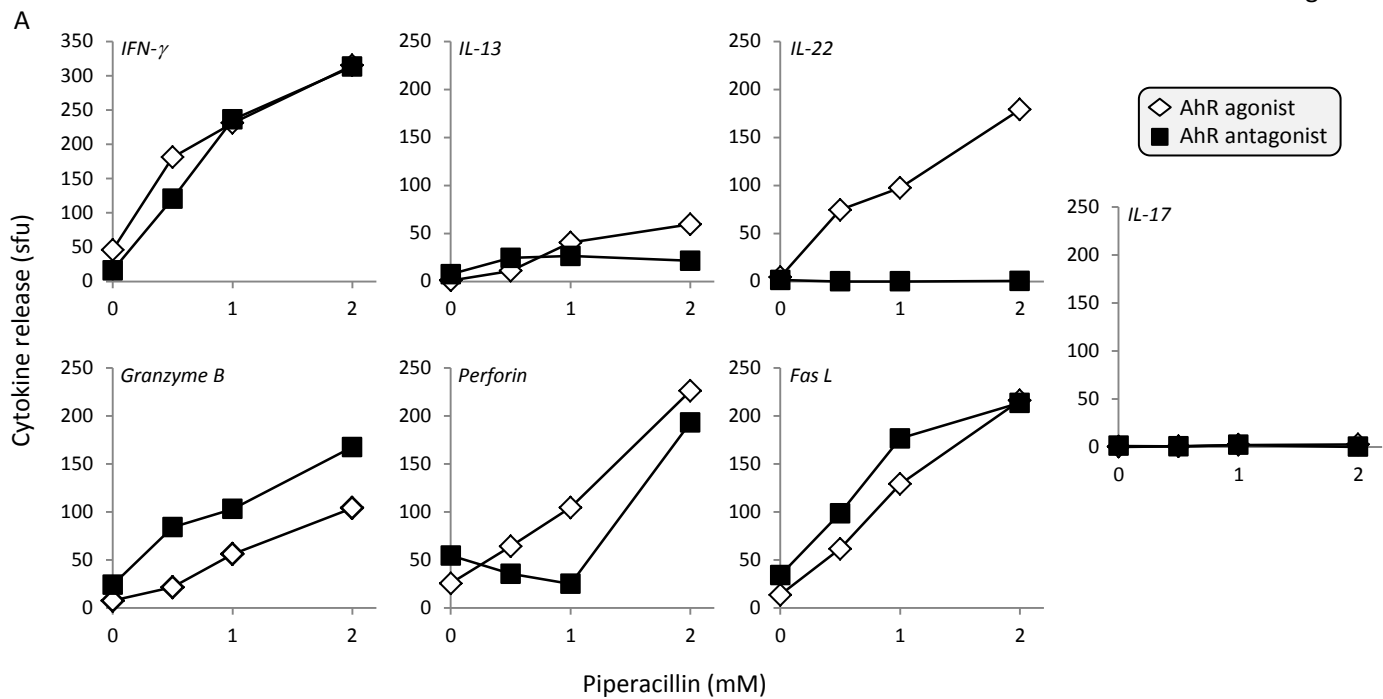 g
A
Cytokine release (sfu)
IFN-γ
350
300
250
200
150
100
50
0
0 1 2
IL-13
250
200
150
100
50
0
0 1 2
IL-22
250
200
150
100
50
0
0 1 2
AhR agonist
AhR antagonist
IL-17
250
200
150
100
50
0
0 1 2
Granzyme B
250
200
150
100
50
0
0 1 2
Perforin
250
200
150
100
50
0
0 1 2
Fas L
250
200
150
100
50
0
0 1 2
Piperacillin (mM)